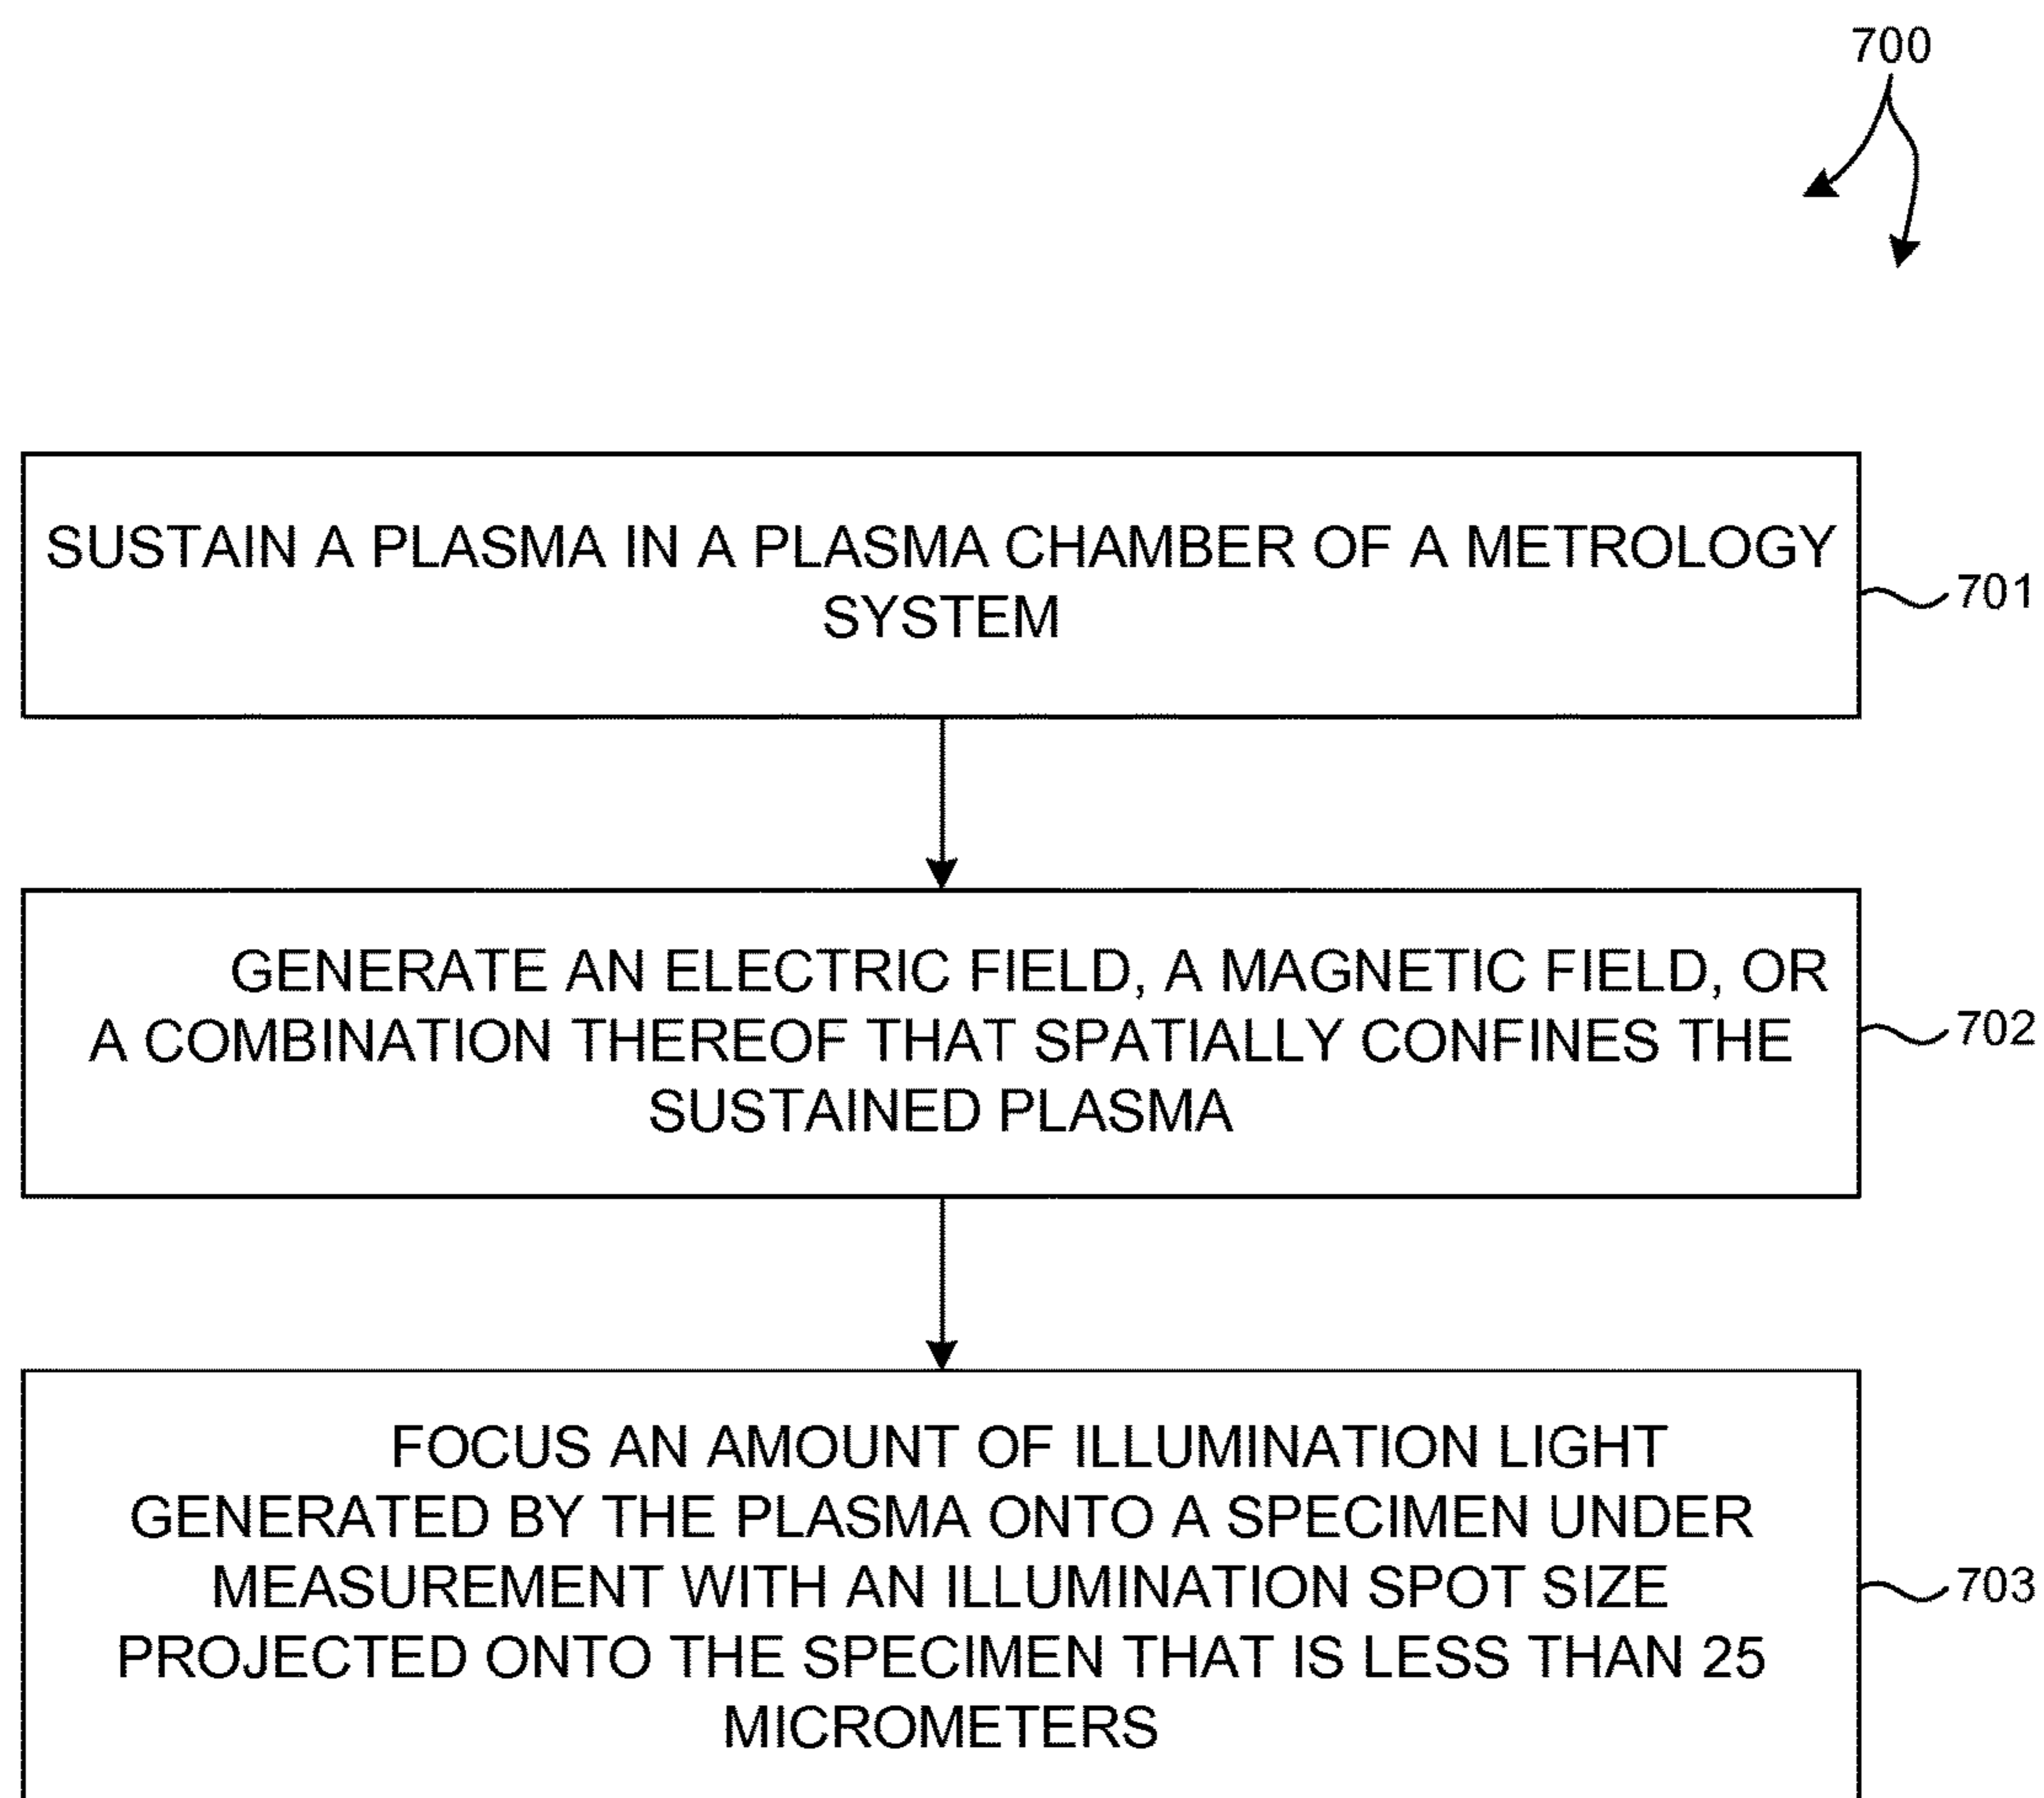 700
SUSTAIN A PLASMA IN A PLASMA CHAMBER OF A METROLOGY
SYSTEM
701
GENERATE AN ELECTRIC FIELD, A MAGNETIC FIELD, OR
A COMBINATION THEREOF THAT SPATIALLY CONFINES THE
SUSTAINED PLASMA
702
FOCUS AN AMOUNT OF ILLUMINATION LIGHT
GENERATED BY THE PLASMA ONTO A SPECIMEN UNDER
MEASUREMENT WITH AN ILLUMINATION SPOT SIZE
PROJECTED ONTO THE SPECIMEN THAT IS LESS THAN 25
MICROMETERS
703